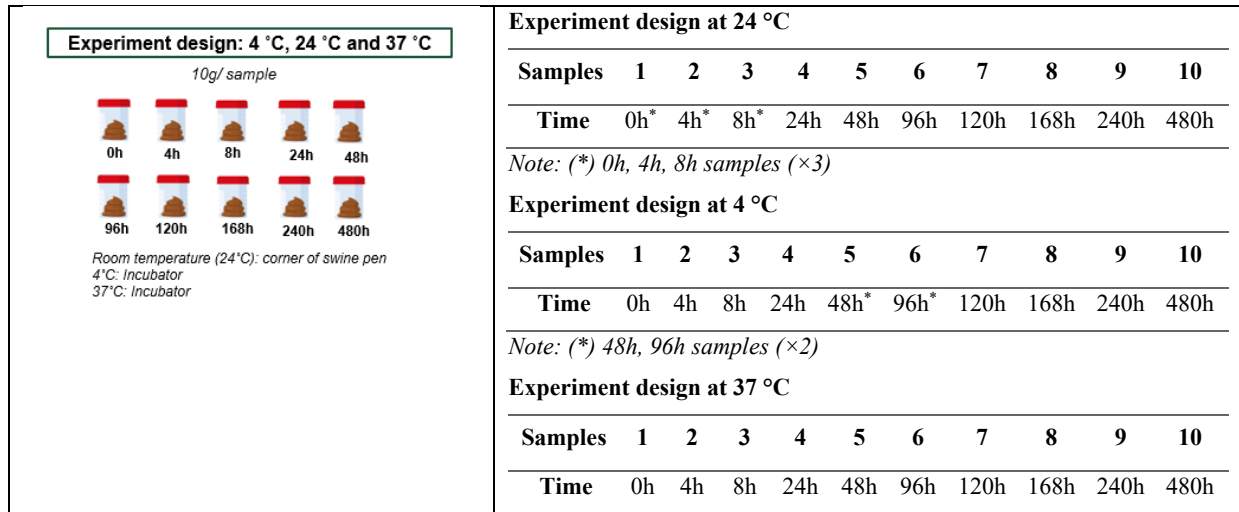 Experiment design: 4 °C, 24 °C and 37 °C
10g/ sample
0h 4h 8h 24h 48h
96h 120h 168h 240h 480h
Room temperature (24°C): corner of swine pen
4°C: Incubator
37°C: Incubator
Experiment design at 24 °C
Samples 1 2 3 4 5 6 7 8 9 10
Time 0h* 4h* 8h* 24h 48h 96h 120h 168h 240h 480h
Note: (*) 0h, 4h, 8h samples (×3)
Experiment design at 4 °C
Samples 1 2 3 4 5 6 7 8 9 10
Time 0h 4h 8h 24h 48h* 96h* 120h 168h 240h 480h
Note: (*) 48h, 96h samples (×2)
Experiment design at 37 °C
Samples 1 2 3 4 5 6 7 8 9 10
Time 0h 4h 8h 24h 48h 96h 120h 168h 240h 480h